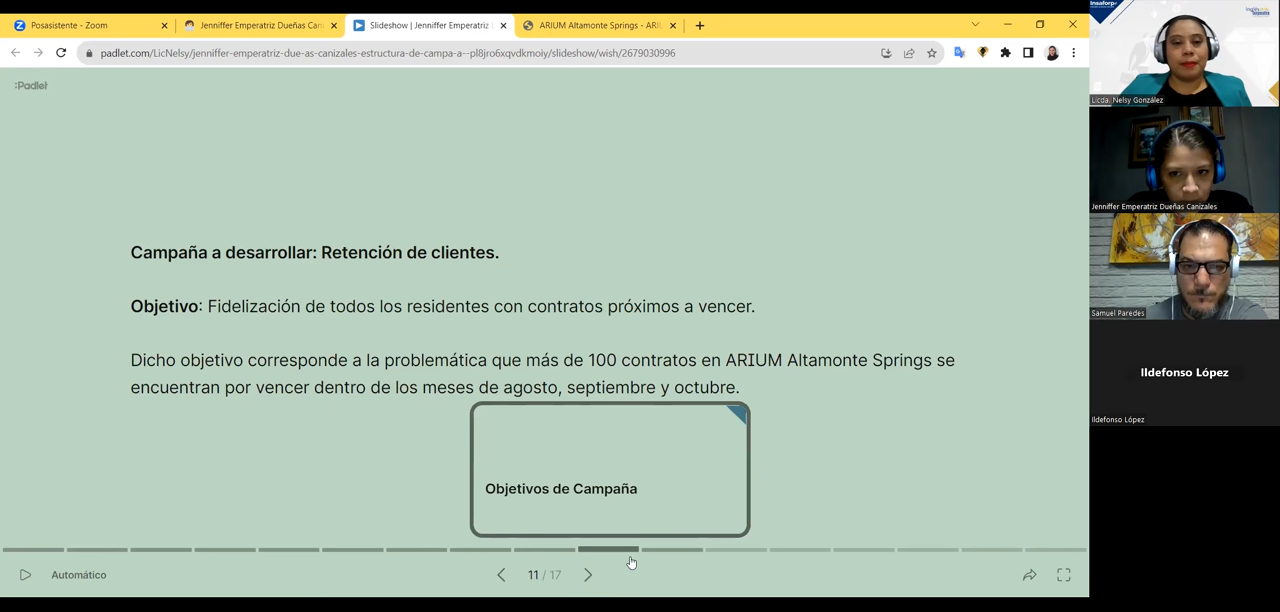 Posasistente - Zoom
Jenniffer Emperatriz Dueñas Can
Slideshow | Jenniffer Emperatriz
ARIUM Altamonte Springs - ARI
padlet.com/LicNelsy/jenniffer-emperatriz-due-as-canizales-estructura-de-campa-a--pl8jro6xqvdkmoiy/slideshow/wish/2679030996
:Padlet
Campaña a desarrollar: Retención de clientes.
Objetivo: Fidelización de todos los residentes con contratos próximos a vencer.
Dicho objetivo corresponde a la problemática que más de 100 contratos en ARIUM Altamonte Springs se
encuentran por vencer dentro de los meses de agosto, septiembre y octubre.
Objetivos de Campaña
Automático
11 / 17
Insaforp
Licda. Nelsy González
Jenniffer Emperatriz Dueñas Canizales
Samuel Paredes
Ildefonso López
Ildefonso López